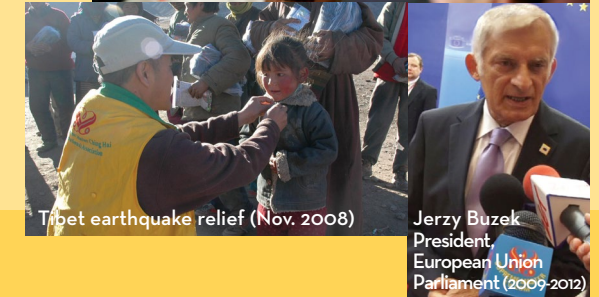 Tibet earthquake relief (Nov. 2008)
Jerzy Buzek
President,
European Union
Parliament (2009-2012)